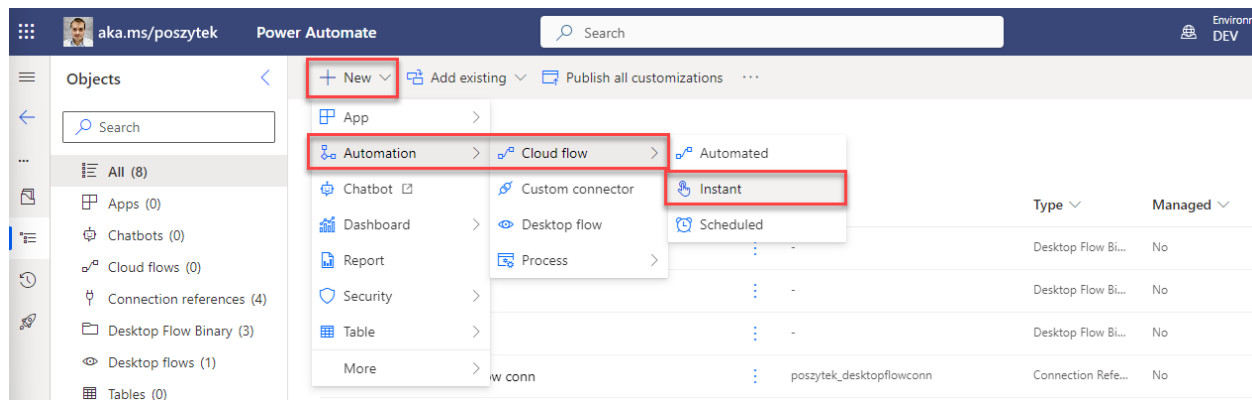 aka.ms/poszytek Power Automate Search
DEV
Objects
New Add existing Publish all customizations ...
Search
App
Automation Cloud flow Automated
All (8)
Chatbot Custom connector Instant
Apps (0)
Type Managed
Dashboard Desktop flow Scheduled
Chatbots (0)
- Desktop Flow Bi... No
Report Process
Cloud flows (0)
- Desktop Flow Bi... No
Security
Connection references (4)
Table
Desktop Flow Binary (3)
- Desktop Flow Bi... No
Desktop flows (1)
More
conn poszytek_desktopflowconn Connection Refe... No
Tables (0)